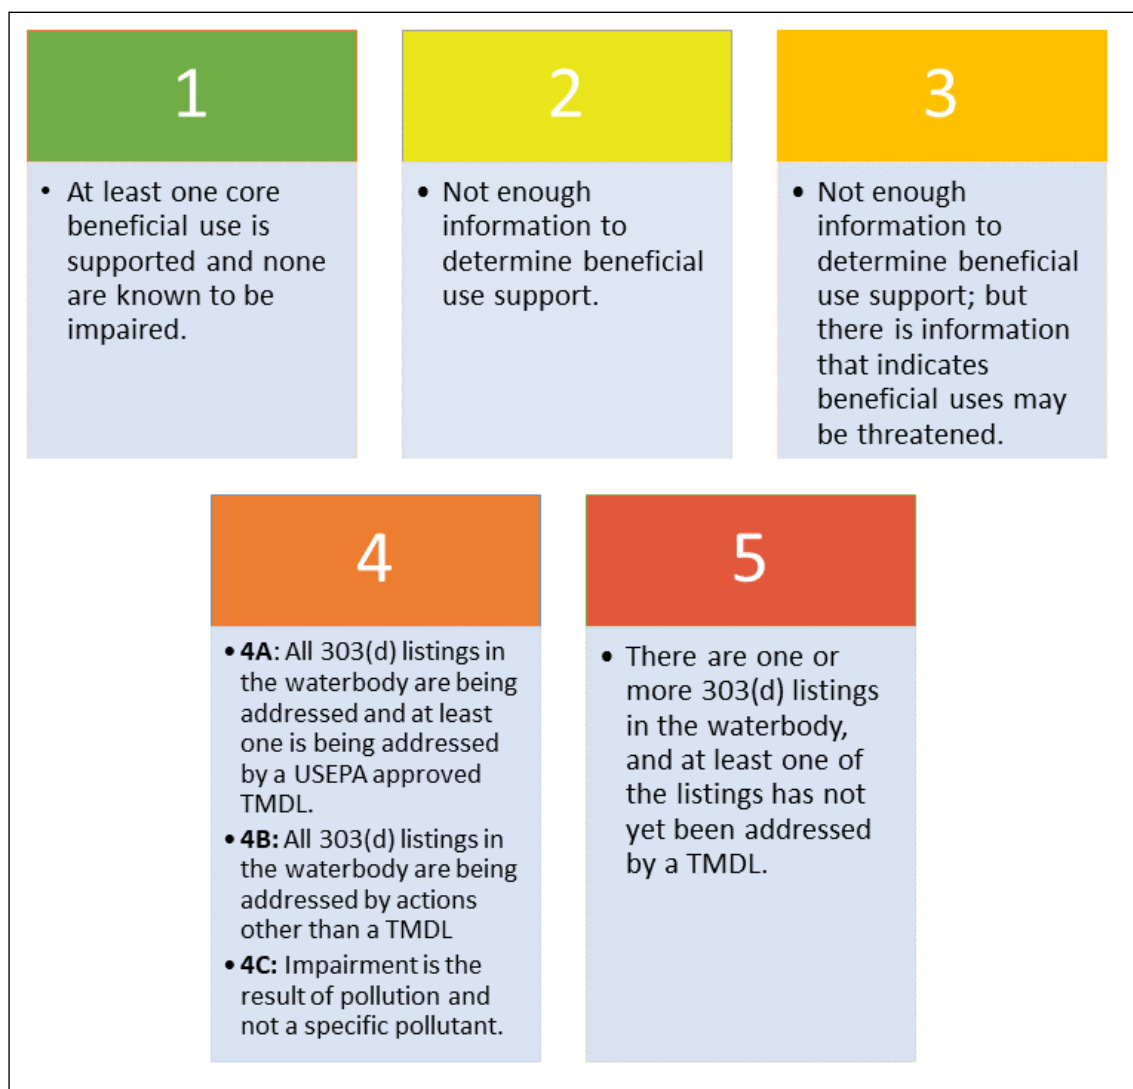 1
• At least one core
beneficial use is
supported and none
are known to be
impaired.
2
• Not enough
information to
determine beneficial
use support.
3
• Not enough
information to
determine beneficial
use support; but
there is information
that indicates
beneficial uses may
be threatened.
4
• 4A: All 303(d) listings in
the waterbody are being
addressed and at least
one is being addressed
by a USEPA approved
TMDL.
• 4B: All 303(d) listings in
the waterbody are being
addressed by actions
other than a TMDL
• 4C: Impairment is the
result of pollution and
not a specific pollutant.
5
• There are one or
more 303(d) listings
in the waterbody,
and at least one of
the listings has not
yet been addressed
by a TMDL.